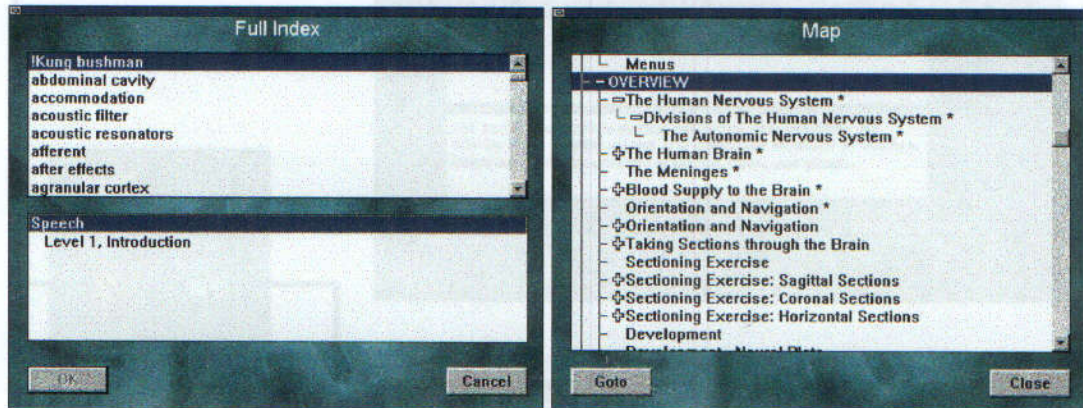 Full Index
!Kung bushman
abdominal cavity
accommodation
acoustic filter
acoustic resonators
afferent
after effects
agranular cortex
Speech
Level 1, Introduction
OK
Cancel
Map
Menus
OVERVIEW
The Human Nervous System *
Divisions of The Human Nervous System *
The Autonomic Nervous System *
The Human Brain *
The Meninges *
Blood Supply to the Brain *
Orientation and Navigation *
Orientation and Navigation
Taking Sections through the Brain
Sectioning Exercise
Sectioning Exercise: Sagittal Sections
Sectioning Exercise: Coronal Sections
Sectioning Exercise: Horizontal Sections
Development
Goto
Close